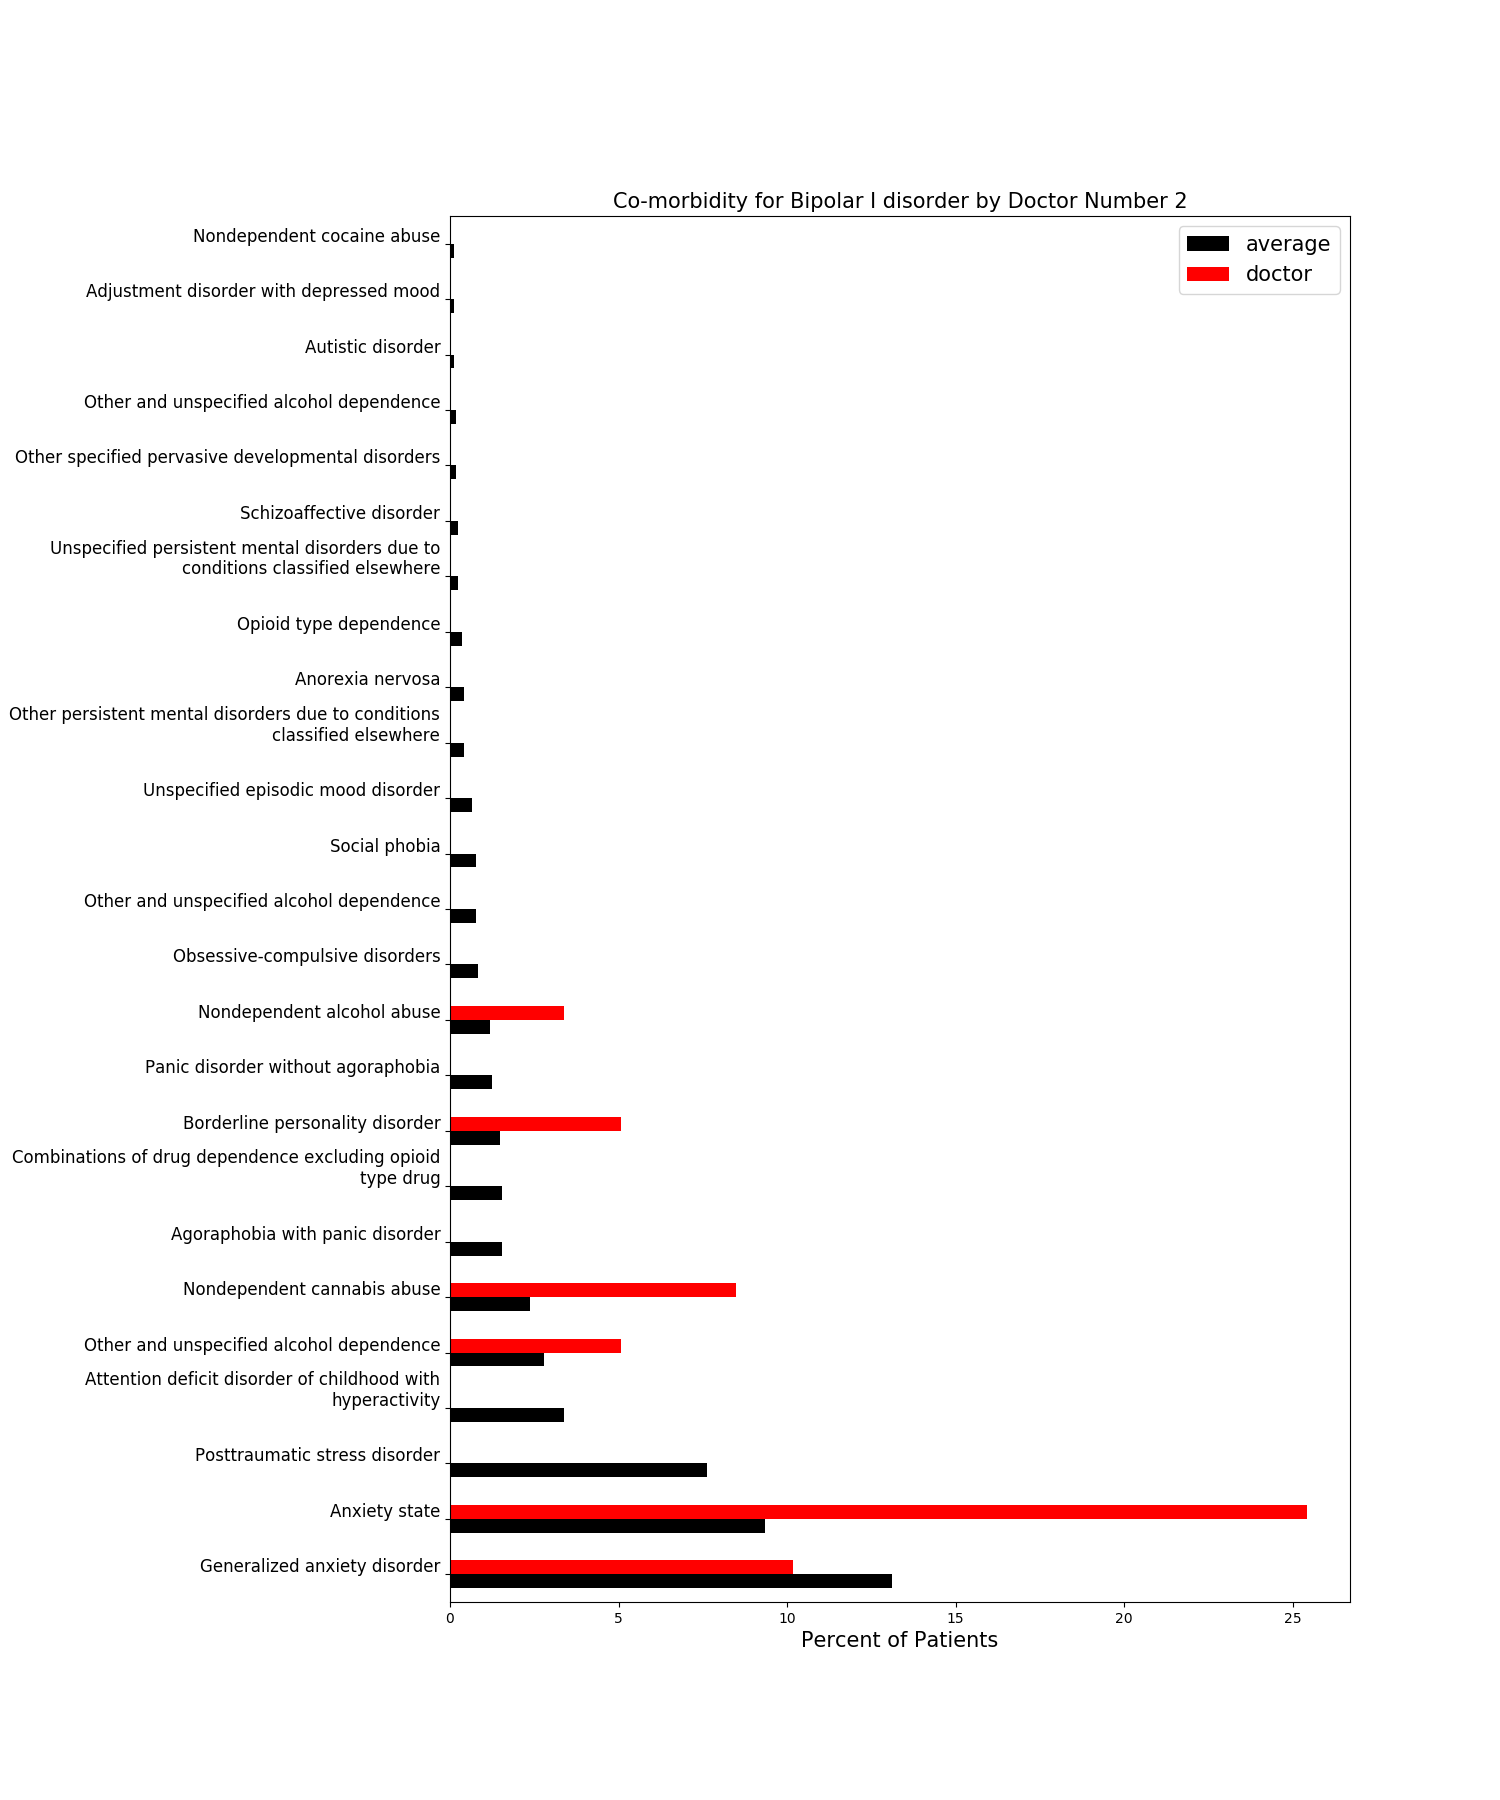 Co-morbidity for Bipolar I disorder by Doctor Number 2
average
doctor
Nondependent cocaine abuse
Adjustment disorder with depressed mood
Autistic disorder
Other and unspecified alcohol dependence
Other specified pervasive developmental disorders
Schizoaffective disorder
Unspecified persistent mental disorders due to
conditions classified elsewhere
Opioid type dependence
Anorexia nervosa
Other persistent mental disorders due to conditions
classified elsewhere
Unspecified episodic mood disorder
Social phobia
Other and unspecified alcohol dependence
Obsessive-compulsive disorders
Nondependent alcohol abuse
Panic disorder without agoraphobia
Borderline personality disorder
Combinations of drug dependence excluding opioid
type drug
Agoraphobia with panic disorder
Nondependent cannabis abuse
Other and unspecified alcohol dependence
Attention deficit disorder of childhood with
hyperactivity
Posttraumatic stress disorder
Anxiety state
Generalized anxiety disorder
0 5 10 15 20 25
Percent of Patients